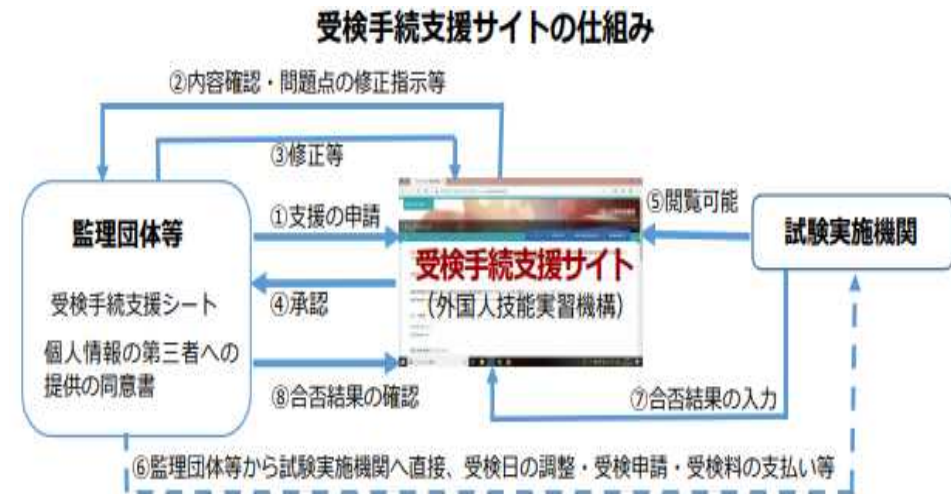 受検手続支援サイトの仕組み
②内容確認・問題点の修正指示等
③修正等
監理団体等
受検手続支援シート
個人情報の第三者への
提供の同意書
①支援の申請
④承認
⑧合否結果の確認
受検手続支援サイト
（外国人技能実習機構）
⑤閲覧可能
試験実施機関
⑦合否結果の入力
⑥監理団体等から試験実施機関へ直接、受検日の調整・受検申請・受検料の支払い等